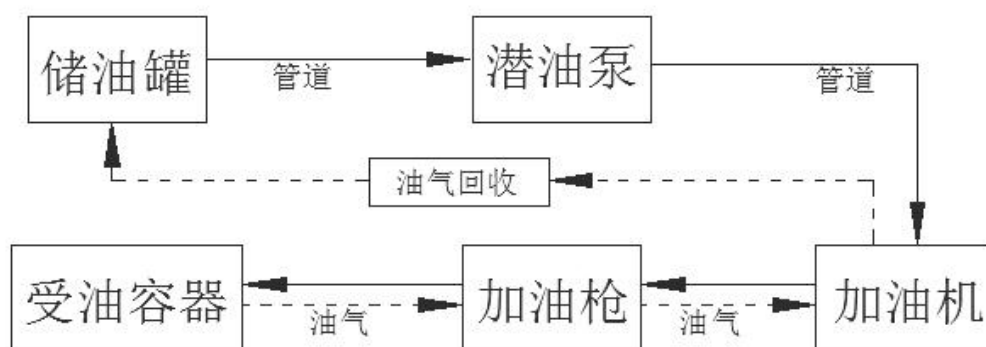 储油罐
管道
潜油泵
管道
油气回收
受油容器
油气
加油枪
油气
加油机